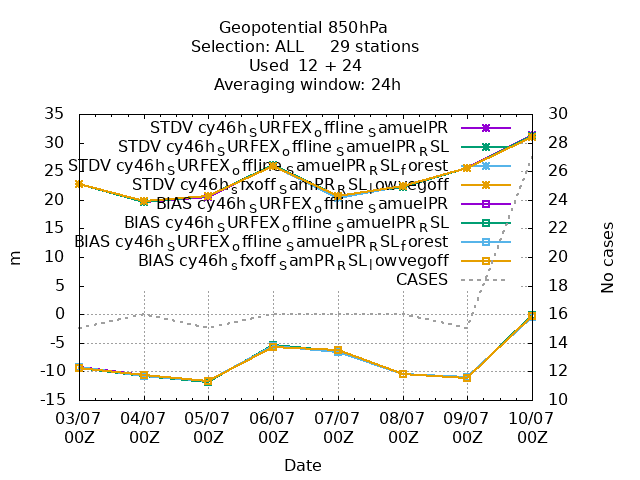 Geopotential 850hPa
Selection: ALL 29 stations
Used 12 + 24
Averaging window: 24h
STDV cy46h_SURFEX_offline_SamuelPR
STDV cy46h_SURFEX_offline_SamuelPR_RSL
STDV cy46h_SURFEX_offline_SamuelPR_RSL_forest
STDV cy46h_sfxoff_SamPR_RSL_lowvegoff
BIAS cy46h_SURFEX_offline_SamuelPR
BIAS cy46h_SURFEX_offline_SamuelPR_RSL
BIAS cy46h_SURFEX_offline_SamuelPR_RSL_forest
BIAS cy46h_sfxoff_SamPR_RSL_lowvegoff
CASES
35
30
25
20
15
10
5
0
-5
-10
-15
m
30
28
26
24
22
20
18
16
14
12
10
No cases
03/07 04/07 05/07 06/07 07/07 08/07 09/07 10/07
00Z 00Z 00Z 00Z 00Z 00Z 00Z 00Z
Date